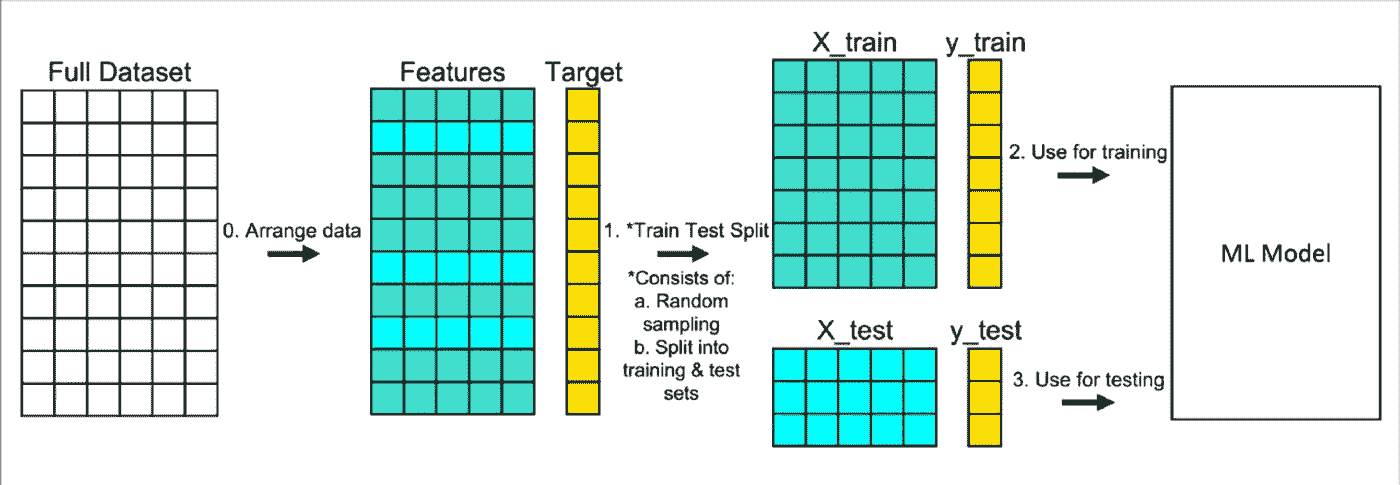 Full Dataset
0. Arrange data
Features
Target
1. *Train Test Split
*Consists of:
a. Random
sampling
b. Split into
training & test
sets
X_train
y_train
2. Use for training
X_test
y_test
3. Use for testing
ML Model